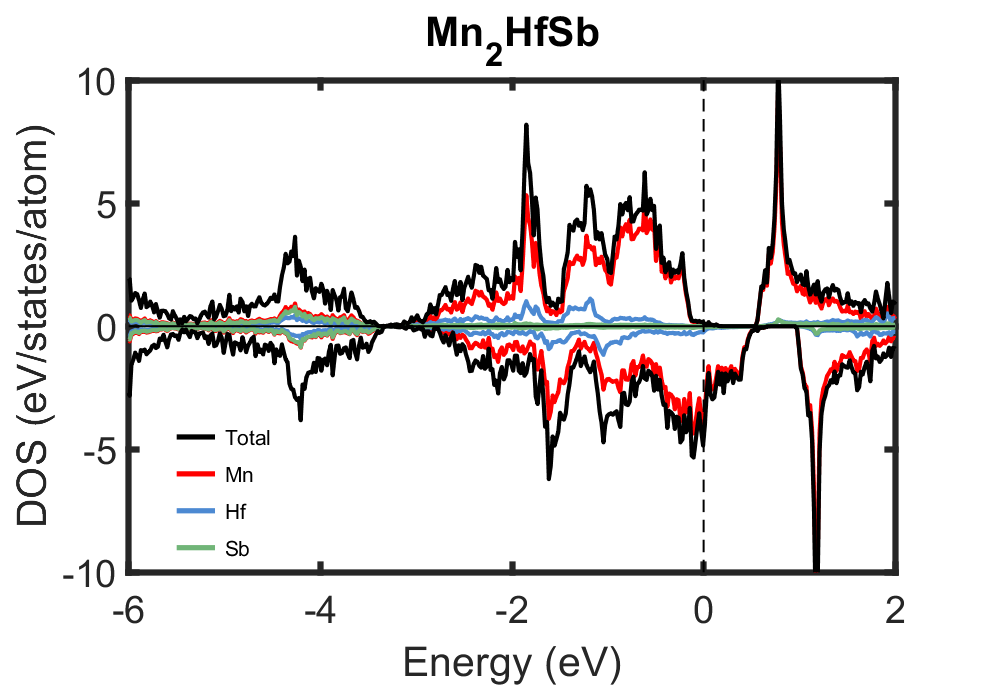 Mn2HfSb
10
5
0
-5
-10
DOS (eV/states/atom)
Total
Mn
Hf
Sb
-6 -4 -2 0 2
Energy (eV)